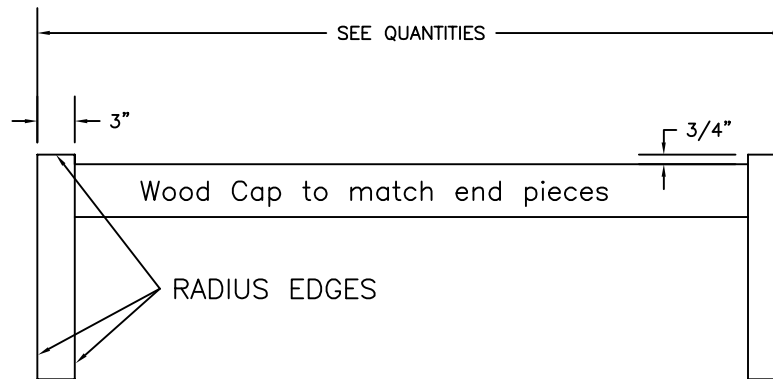 SEE QUANTITIES
3”
3/4”
Wood Cap to match end pieces
RADIUS EDGES